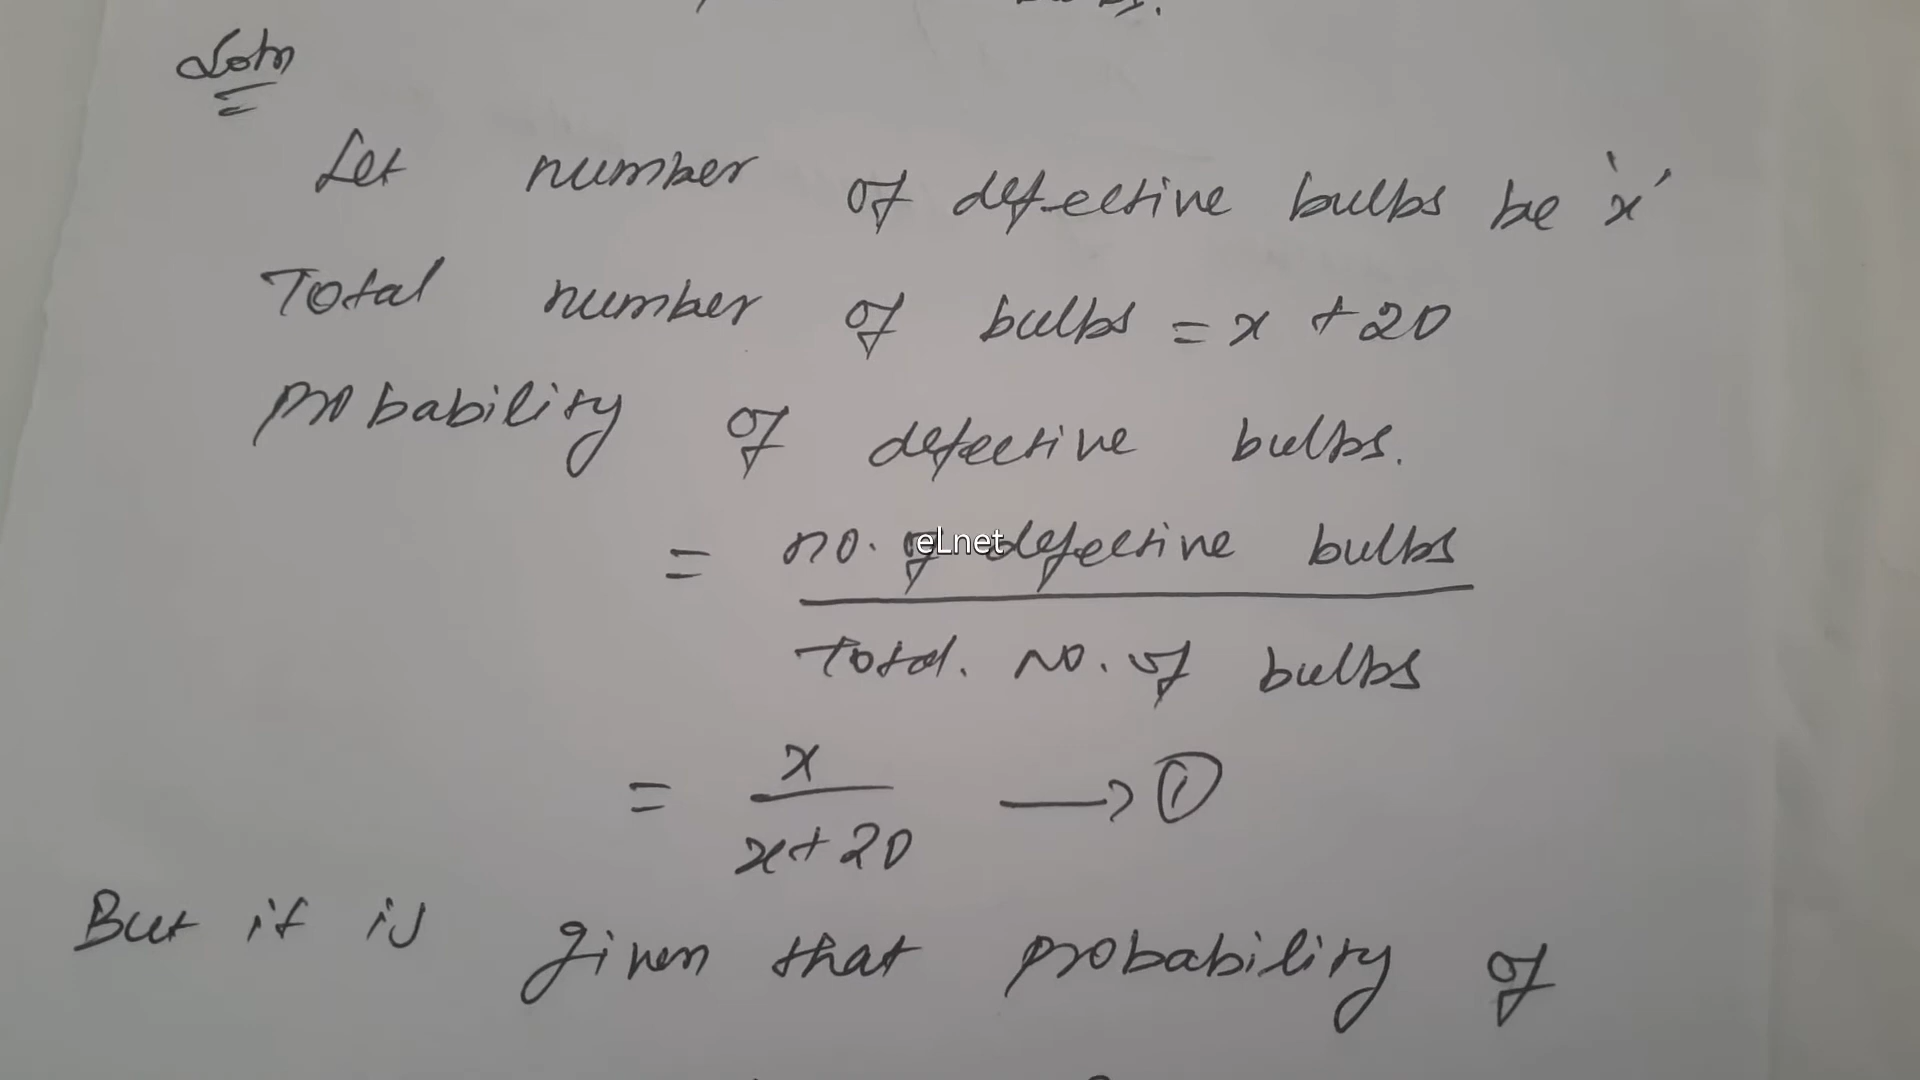 Soln
Let number of defective bulbs be 'x'
Total number of bulbs = x + 20
probability of defective bulbs.
= no. of defective bulbs
Total. no. of bulbs
= x
x+20 → ①
But it is given that probability of
eLnet